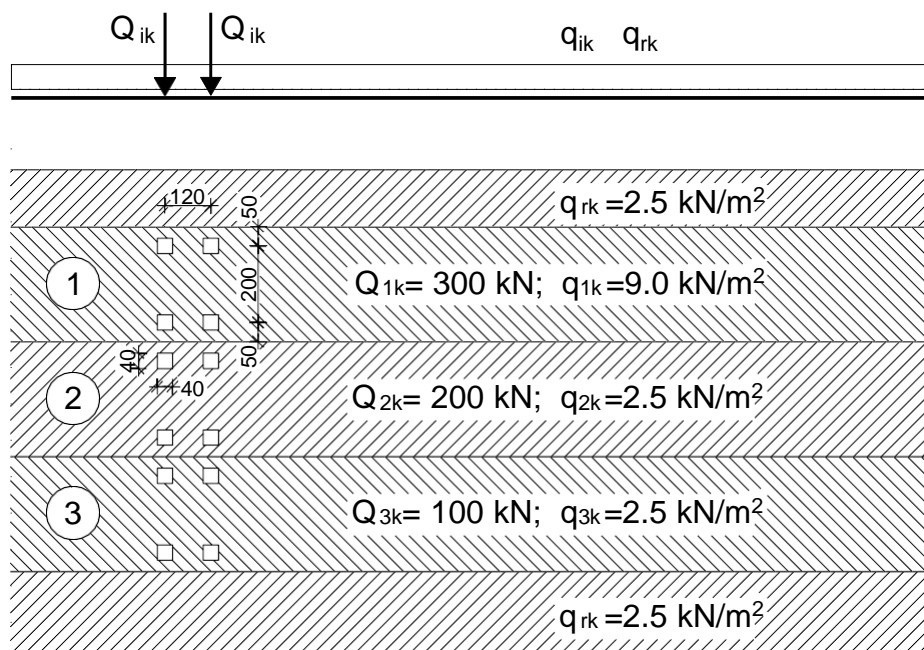 Q ik Q ik q ik q rk
120
50
q rk =2.5 kN/m²
1
200
Q 1k= 300 kN; q 1k=9.0 kN/m²
50
40
40
2
Q 2k= 200 kN; q 2k=2.5 kN/m²
3
Q 3k= 100 kN; q 3k=2.5 kN/m²
q rk =2.5 kN/m²